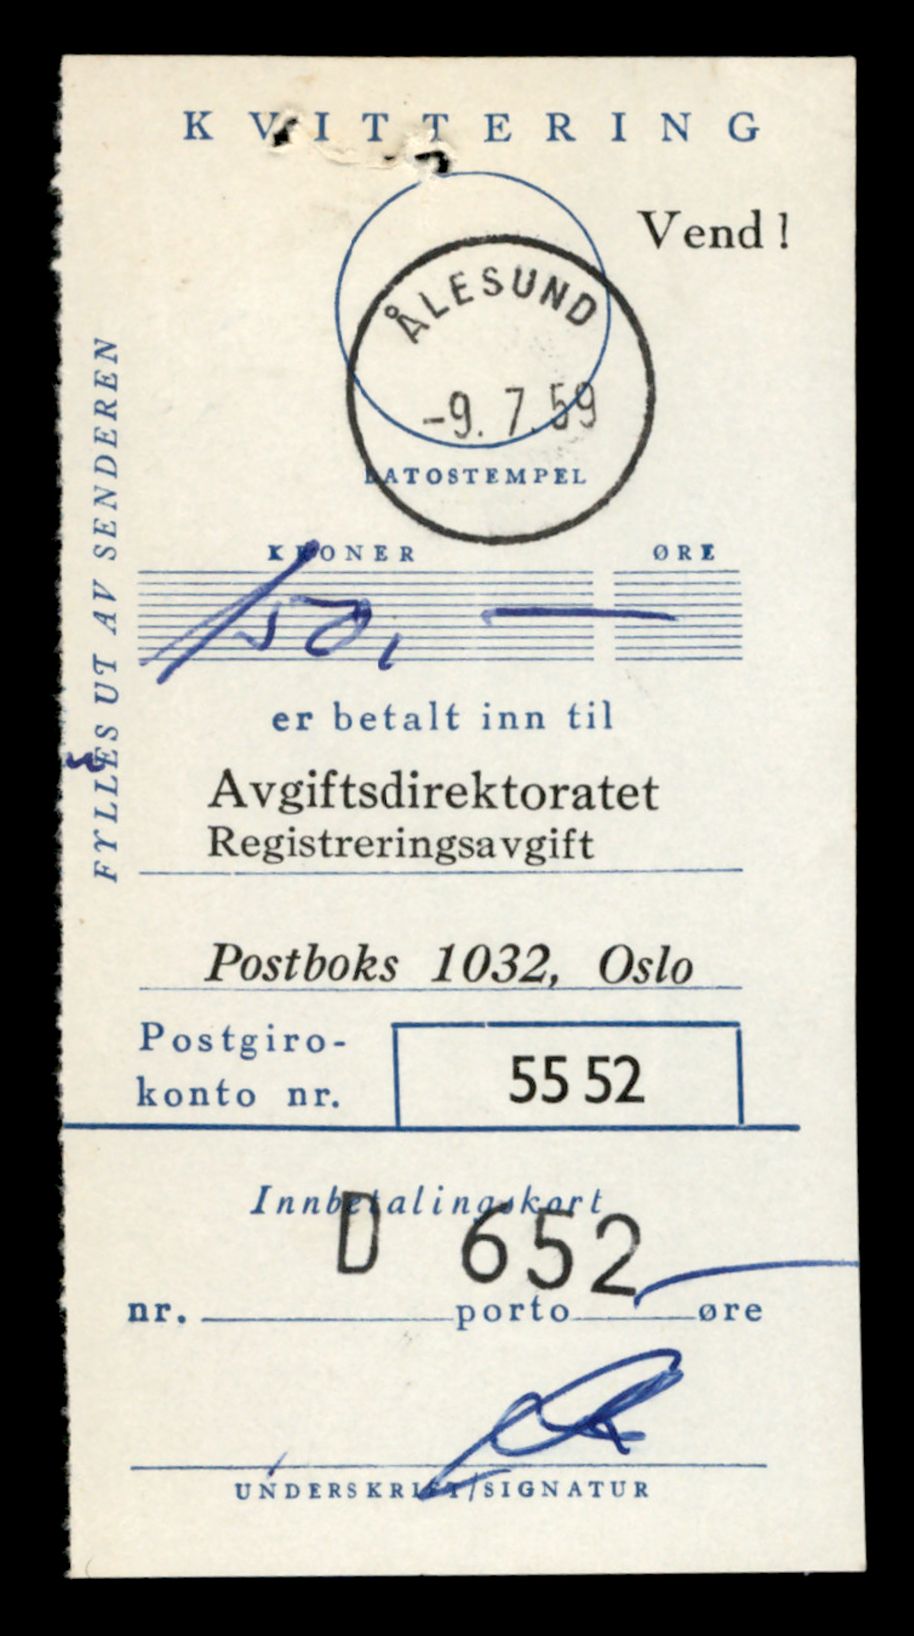 KVITTERING
Vend!
ÅLESUND
-9. 7. 59
DATOSTEMPEL
FYLLES UT AV SENDEREN
KRONER ØRE
150,—
er betalt inn til
Avgiftsdirektoratet
Registreringsavgift
Postboks 1032, Oslo
Postgiro-
konto nr.
55 52
Innbetalingskort
D 652
nr. porto øre
UNDERSKRIFT/SIGNATUR